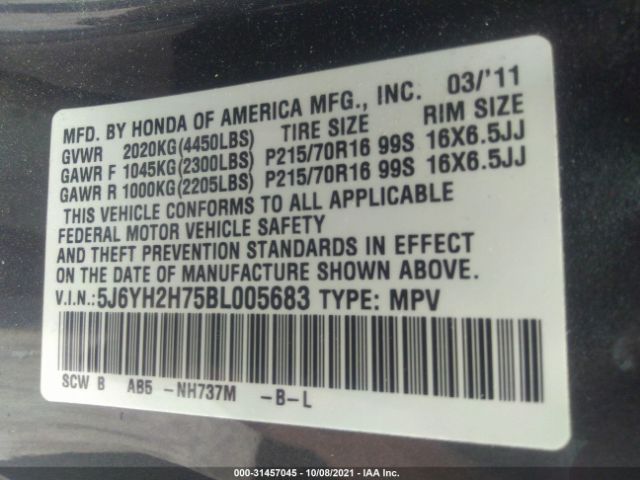 MFD. BY HONDA OF AMERICA MFG., INC. 03/'11
GVWR 2020KG(4450LBS) TIRE SIZE RIM SIZE
GAWR F 1045KG(2300LBS) P215/70R16 99S 16X6.5JJ
GAWR R 1000KG(2205LBS) P215/70R16 99S 16X6.5JJ
THIS VEHICLE CONFORMS TO ALL APPLICABLE
FEDERAL MOTOR VEHICLE SAFETY
AND THEFT PREVENTION STANDARDS IN EFFECT
ON THE DATE OF MANUFACTURE SHOWN ABOVE.
V.I.N.:5J6YH2H75BL005683 TYPE: MPV
SCW B AB5 -NH737M -B-L
000-31457045 - 10/08/2021 - IAA Inc.